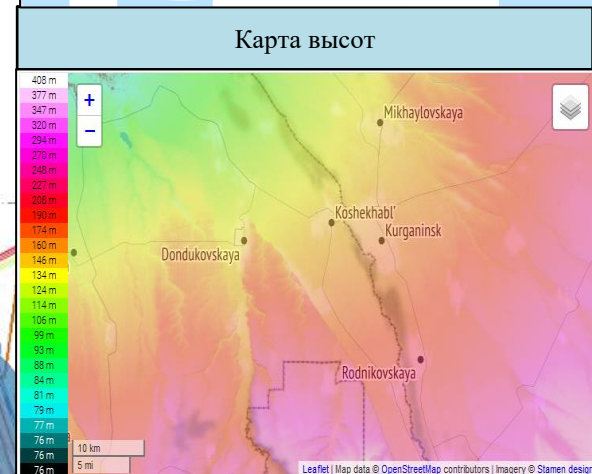 Карта высот
408 m
377 m
347 m
320 m
294 m
270 m
248 m
227 m
208 m
190 m
174 m
160 m
146 m
134 m
124 m
114 m
106 m
99 m
93 m
88 m
84 m
81 m
79 m
77 m
76 m
76 m
76 m
+
−
Mikhaylovskaya
Koshekhabl'
Kurganinsk
Dondukovskaya
Rodnikovskaya
10 km
5 mi
Leaflet | Map data © OpenStreetMap contributors | Imagery © Stamen design